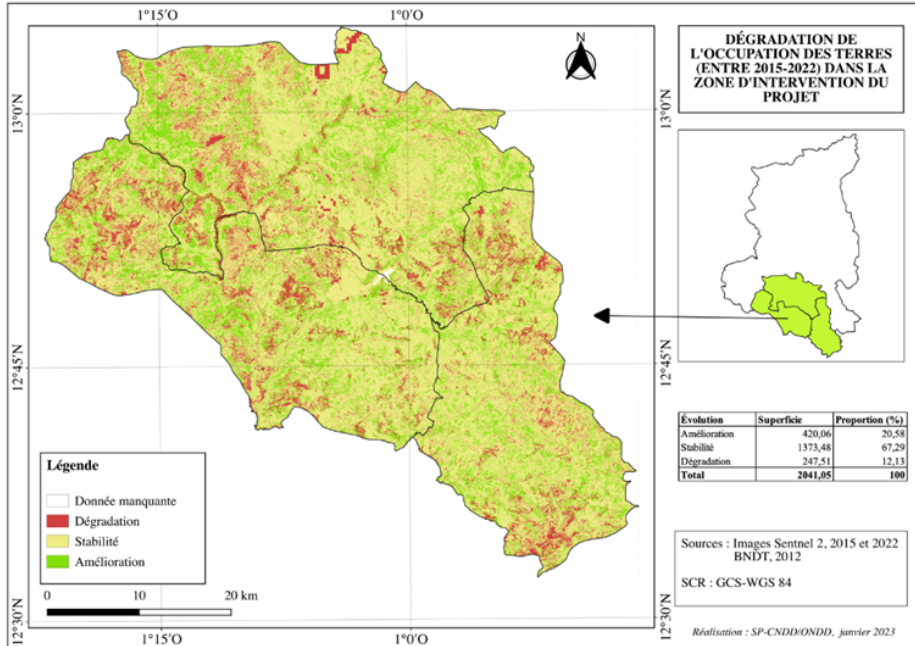 1°15'O
1°0'O
N
13°0'N
13°0'N
12°45'N
12°45'N
12°30'N
12°30'N
1°15'O
1°0'O
Légende
Donnée manquante
Dégradation
Stabilité
Amélioration
0 10 20 km
DÉGRADATION DE
L'OCCUPATION DES TERRES
(ENTRE 2015-2022) DANS LA
ZONE D'INTERVENTION DU
PROJET
Évolution Superficie Proportion (%)
Amélioration 420,06 20,58
Stabilité 1373,48 67,29
Dégradation 247,51 12,13
Total 2041,05 100
Sources : Images Sentnel 2, 2015 et 2022
BNDT, 2012
SCR : GCS-WGS 84
Réalisation : SP-CNDD/ONDD, janvier 2023